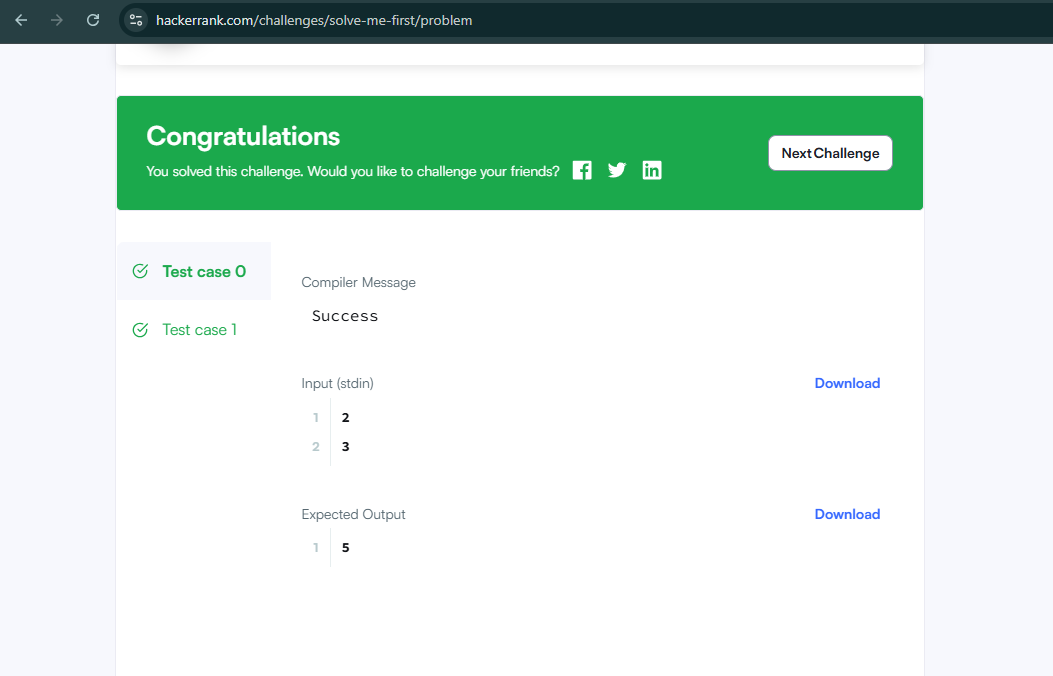 hackerrank.com/challenges/solve-me-first/problem
Congratulations
You solved this challenge. Would you like to challenge your friends?
Next Challenge
Test case 0
Test case 1
Compiler Message
Success
Input (stdin)
Download
1 2
2 3
Expected Output
Download
1 5